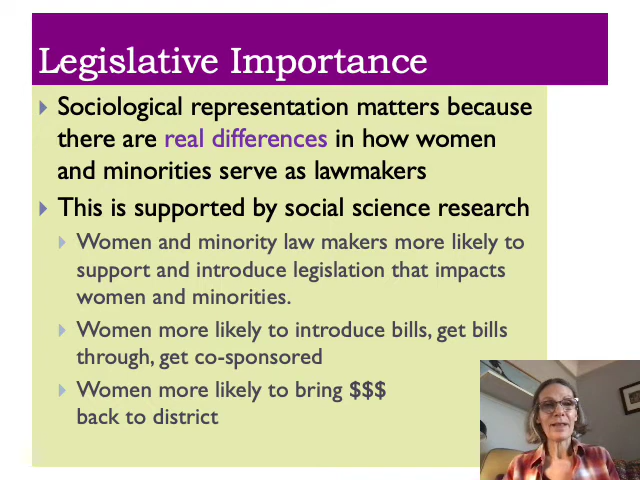 Legislative Importance
Sociological representation matters because
there are real differences in how women
and minorities serve as lawmakers
This is supported by social science research
Women and minority law makers more likely to
support and introduce legislation that impacts
women and minorities.
Women more likely to introduce bills, get bills
through, get co-sponsored
Women more likely to bring $$$
back to district